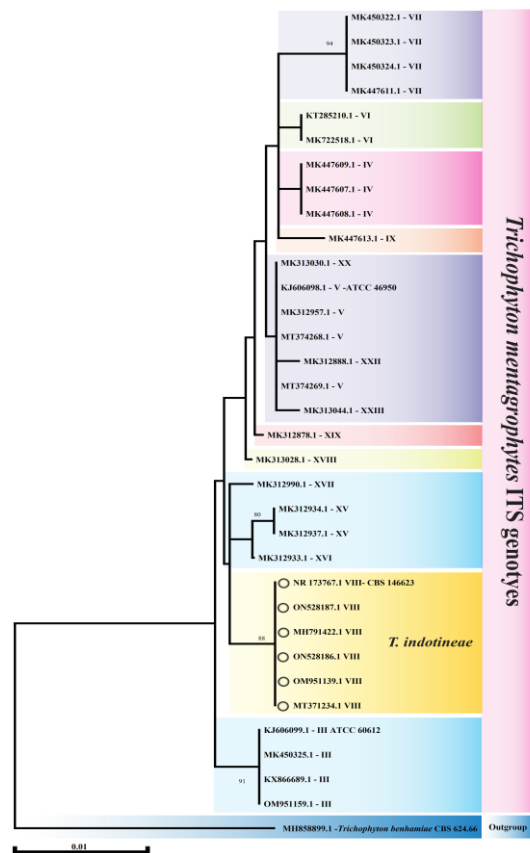 MK450322.1 - VII
94
MK450323.1 - VII
MK450324.1 - VII
MK447611.1 - VII
KT285210.1 - VI
MK722518.1 - VI
MK447609.1 - IV
MK447607.1 - IV
MK447608.1 - IV
MK447613.1 - IX
MK313030.1 - XX
KJ606098.1 - V -ATCC 46950
MK312957.1 - V
MT374268.1 - V
MK312888.1 - XXII
MT374269.1 - V
MK313044.1 - XXIII
MK312878.1 - XIX
MK313028.1 - XVIII
MK312990.1 - XVII
MK312934.1 - XV
80
MK312937.1 - XV
MK312933.1 - XVI
NR 173767.1 VIII- CBS 146623
ON528187.1 VIII
MH791422.1 VIII
88
T. indotineae
ON528186.1 VIII
OM951139.1 VIII
MT371234.1 VIII
KJ606099.1 - III ATCC 60612
MK450325.1 - III
KX866689.1 - III
91
OM951159.1 - III
MH858899.1 -Trichophyton benhamiae CBS 624.66
Outgroup
0.01
Trichophyton mentagrophytes ITS genotyes